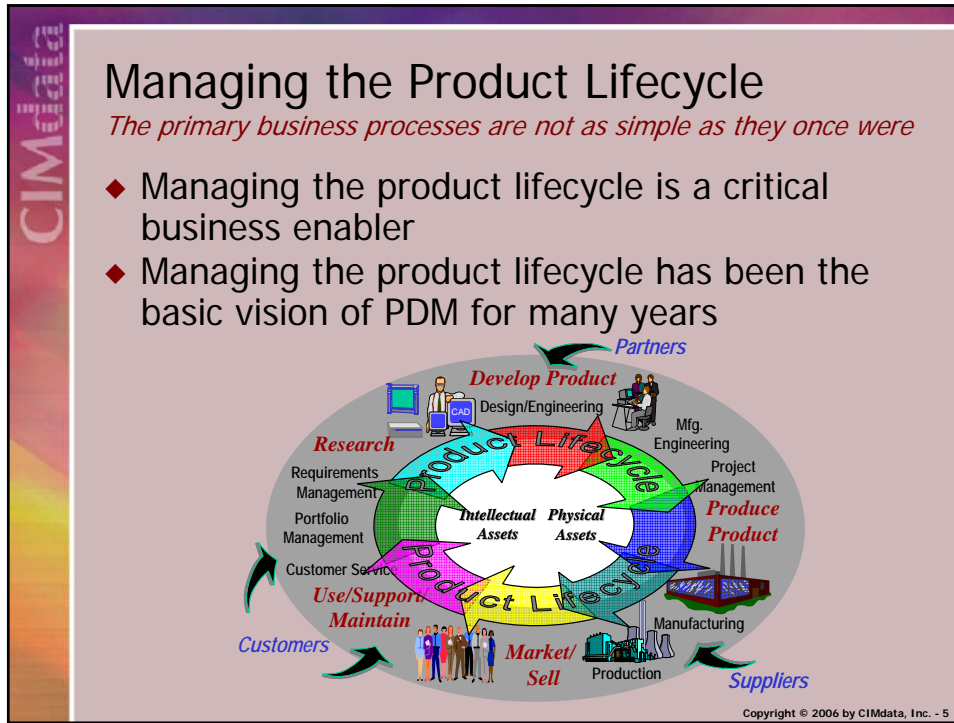 CIMdata
Managing the Product Lifecycle
The primary business processes are not as simple as they once were
◆ Managing the product lifecycle is a critical
business enabler
◆ Managing the product lifecycle has been the
basic vision of PDM for many years
Partners
Develop Product
Design/Engineering
CAD
Mfg.
Engineering
Research
Product Lifecycle
Requirements
Management
Project
Management
Portfolio
Management
Intellectual
Assets
Physical
Assets
Produce
Product
Customer Service
Product Lifecycle
Use/Support/
Maintain
Manufacturing
Customers
Market/
Sell
Production
Suppliers
Copyright © 2006 by CIMdata, Inc. - 5